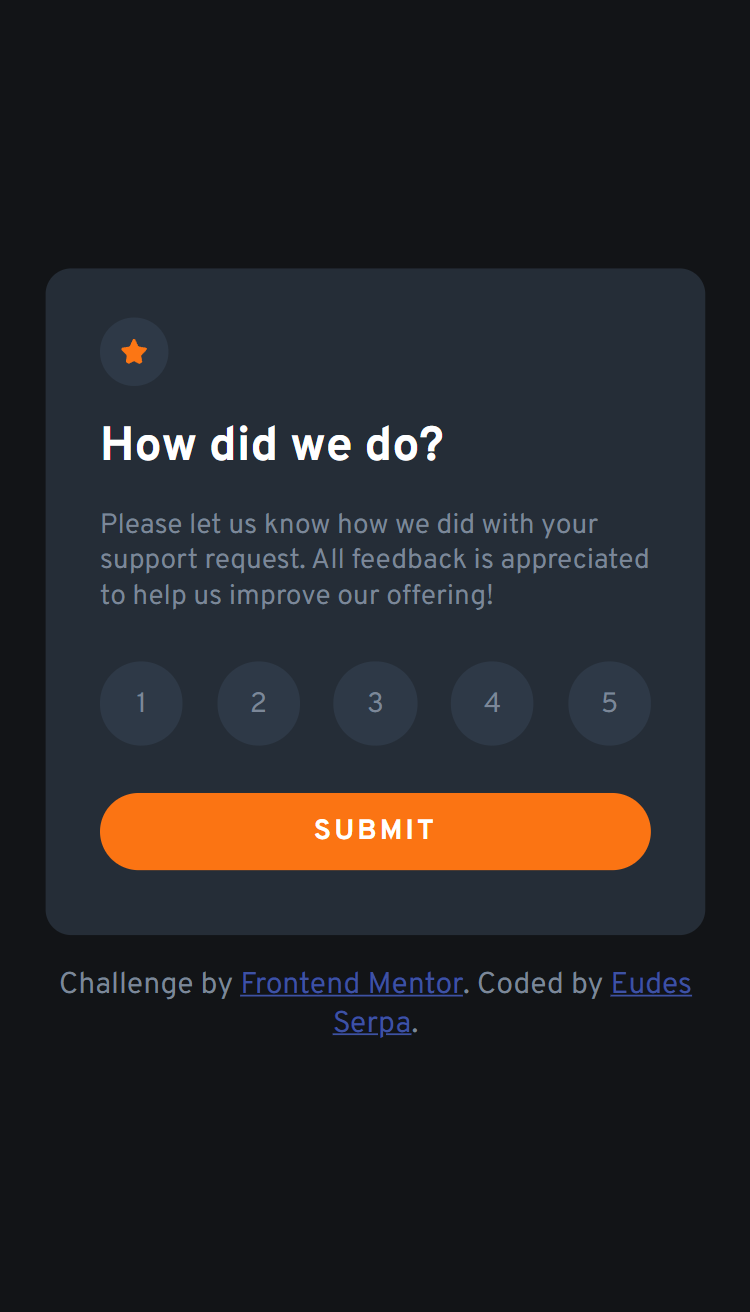 How did we do?
Please let us know how we did with your
support request. All feedback is appreciated
to help us improve our offering!
1 2 3 4 5
SUBMIT
Challenge by Frontend Mentor. Coded by Eudes
Serpa.